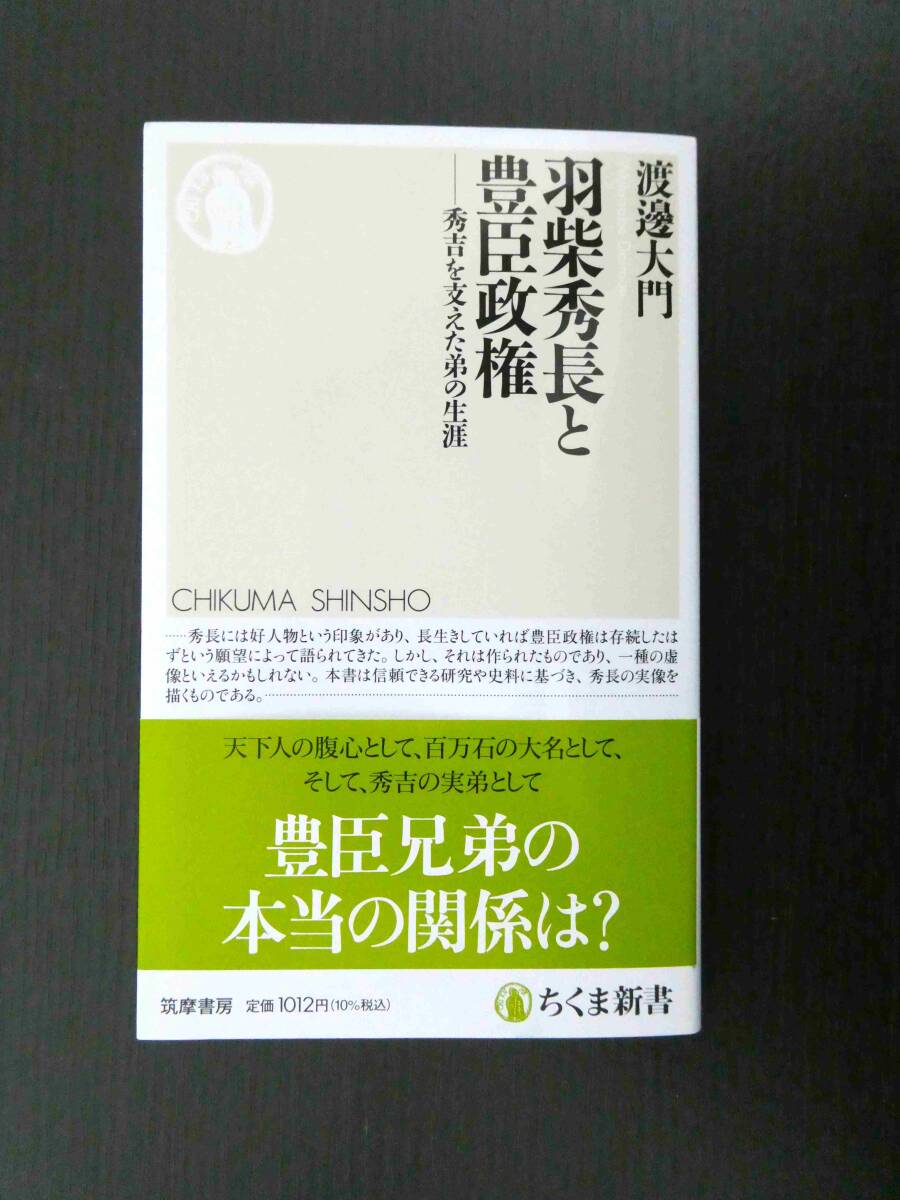 渡邊大門
羽柴秀長と
豊臣政権
──秀吉を支えた弟の生涯
CHIKUMA SHINSHO
……秀長には好人物という印象があり、長生きしていれば豊臣政権は存続したは
ずという願望によって語られてきた。しかし、それは作られたものであり、一種の虚
像といえるかもしれない。本書は信頼できる研究や史料に基づき、秀長の実像を
描くものである。……
天下人の腹心として、百万石の大名として、
そして、秀吉の実弟として
豊臣兄弟の
本当の関係は?
筑摩書房 定価1012円(10%税込)
ちくま新書